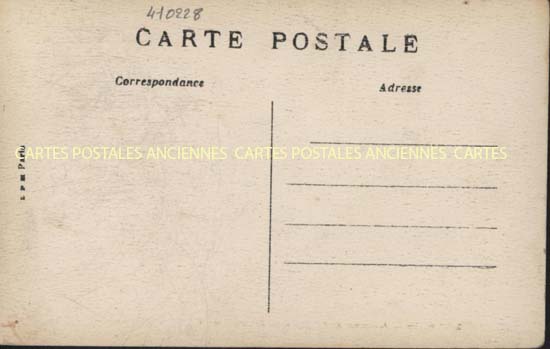 410228
CARTE POSTALE
Correspondance
Adresse
CARTES POSTALES ANCIENNES CARTES POSTALES ANCIENNES CARTES
Paris